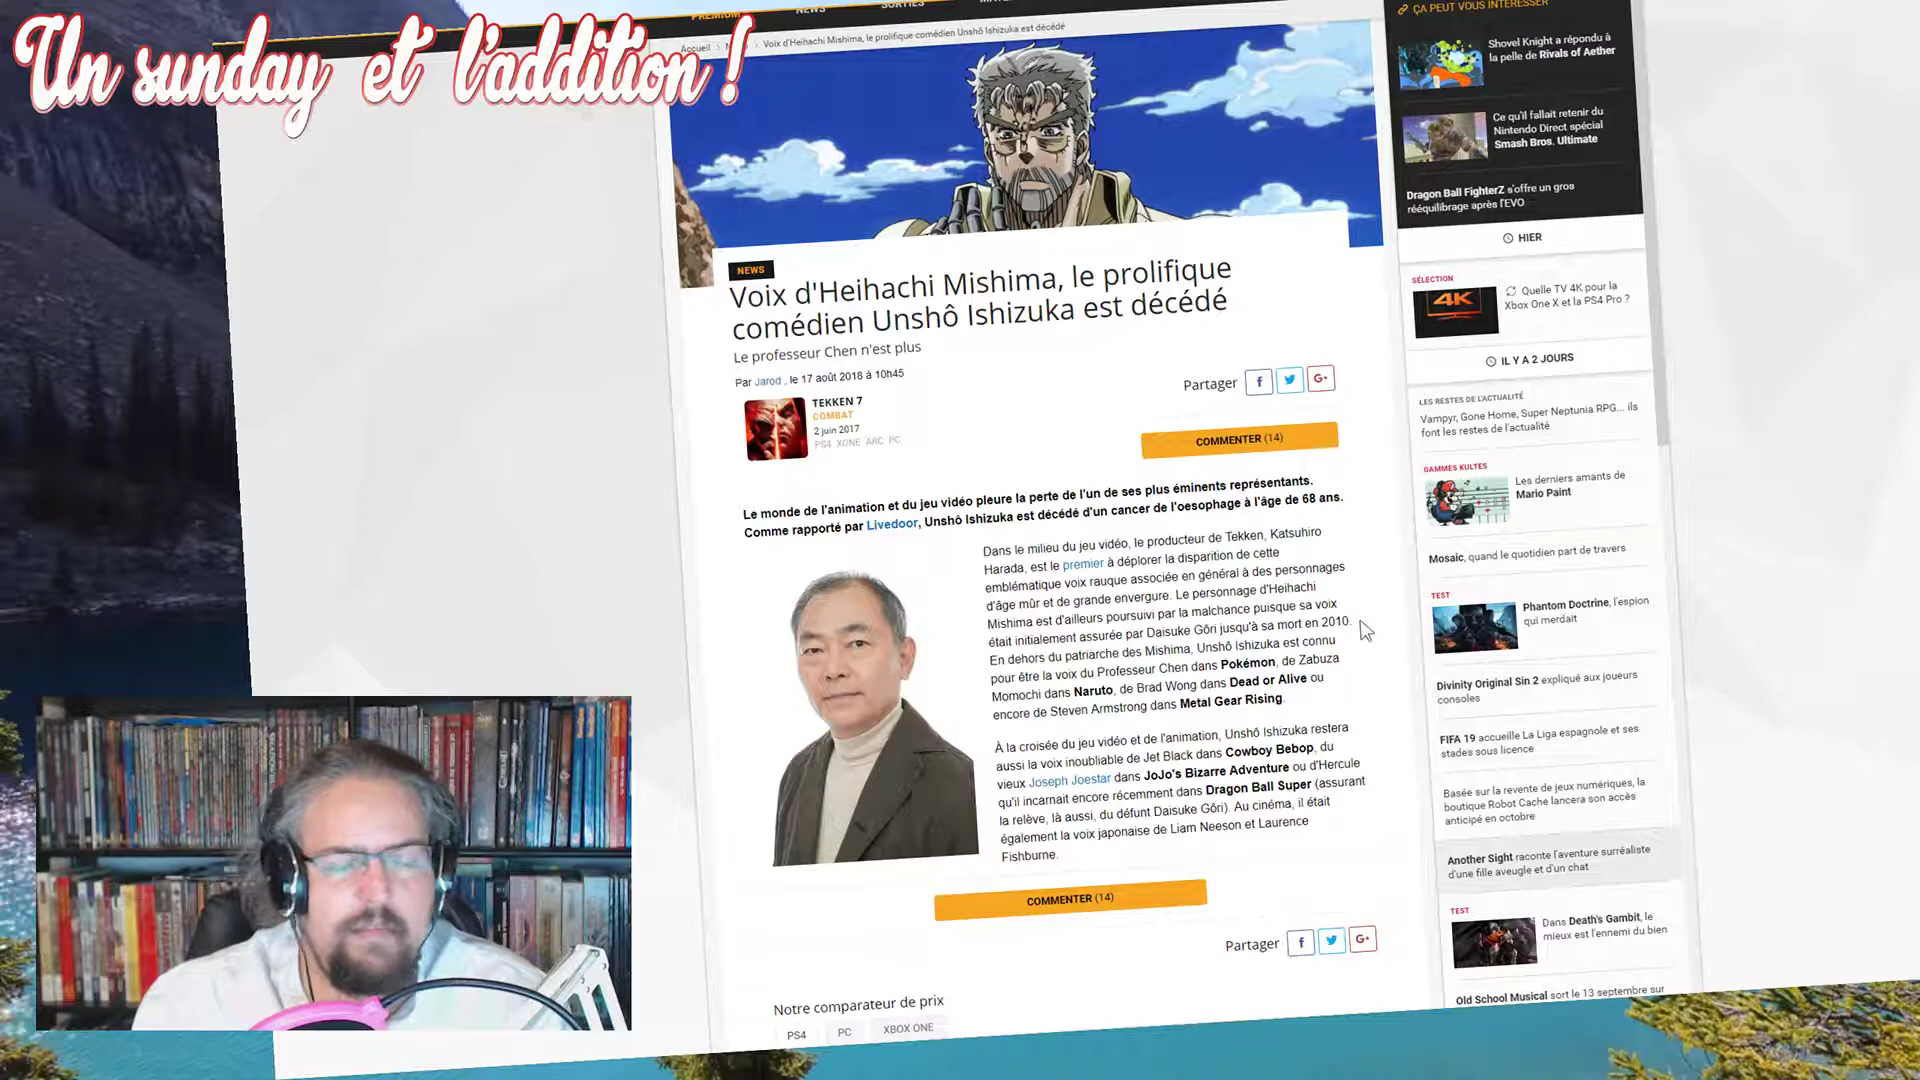 Un sunday et l'addition !
PREMIUM
NEWS
SORTIES
Accueil
Voix d'Heihachi Mishima, le prolifique comédien Unshô Ishizuka est décédé
NEWS
Voix d'Heihachi Mishima, le prolifique
comédien Unshô Ishizuka est décédé
Le professeur Chen n'est plus
Par Jarod , le 17 août 2018 à 10h45
Partager
f
G+
TEKKEN 7
COMBAT
2 juin 2017
PS4 XONE ARC PC
COMMENTER (14)
Le monde de l'animation et du jeu vidéo pleure la perte de l'un de ses plus éminents représentants.
Comme rapporté par Livedoor, Unshô Ishizuka est décédé d'un cancer de l'oesophage à l'âge de 68 ans.
Dans le milieu du jeu vidéo, le producteur de Tekken, Katsuhiro
Harada, est le premier à déplorer la disparition de cette
emblématique voix rauque associée en général à des personnages
d'âge mûr et de grande envergure. Le personnage d'Heihachi
Mishima est d'ailleurs poursuivi par la malchance puisque sa voix
était initialement assurée par Daisuke Gôri jusqu'à sa mort en 2010.
En dehors du patriarche des Mishima, Unshô Ishizuka est connu
pour être la voix du Professeur Chen dans Pokémon, de Zabuza
Momochi dans Naruto, de Brad Wong dans Dead or Alive ou
encore de Steven Armstrong dans Metal Gear Rising.
À la croisée du jeu vidéo et de l'animation, Unshô Ishizuka restera
aussi la voix inoubliable de Jet Black dans Cowboy Bebop, du
vieux Joseph Joestar dans JoJo's Bizarre Adventure ou d'Hercule
qu'il incarnait encore récemment dans Dragon Ball Super (assurant
la relève, là aussi, du défunt Daisuke Gôri). Au cinéma, il était
également la voix japonaise de Liam Neeson et Laurence
Fishburne.
COMMENTER (14)
Partager
f
G+
Notre comparateur de prix
PS4
PC
XBOX ONE
ÇA PEUT VOUS INTÉRESSER
Shovel Knight a répondu à
la pelle de Rivals of Aether
Ce qu'il fallait retenir du
Nintendo Direct spécial
Smash Bros. Ultimate
Dragon Ball FighterZ s'offre un gros
rééquilibrage après l'EVO
HIER
SÉLECTION
4K
Quelle TV 4K pour la
Xbox One X et la PS4 Pro ?
IL Y A 2 JOURS
LES RESTES DE L'ACTUALITÉ
Vampyr, Gone Home, Super Neptunia RPG... ils
font les restes de l'actualité
GAMMES KULTES
Les derniers amants de
Mario Paint
Mosaic, quand le quotidien part de travers
TEST
Phantom Doctrine, l'espion
qui merdait
Divinity Original Sin 2 expliqué aux joueurs
consoles
FIFA 19 accueille La Liga espagnole et ses
stades sous licence
Basée sur la revente de jeux numériques, la
boutique Robot Cache lancera son accès
anticipé en octobre
Another Sight raconte l'aventure surréaliste
d'une fille aveugle et d'un chat
TEST
Dans Death's Gambit, le
mieux est l'ennemi du bien
Old School Musical sort le 13 septembre sur